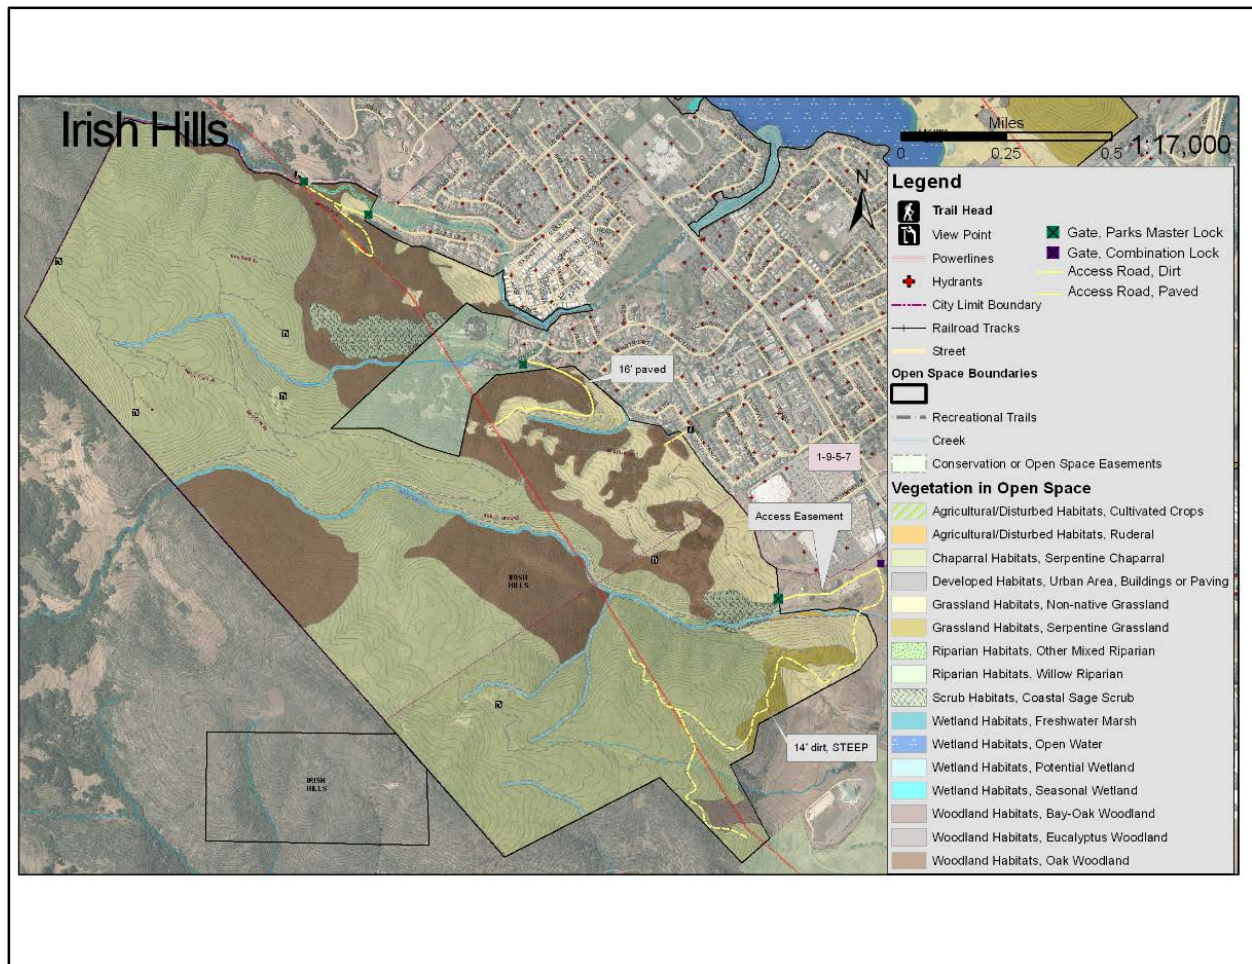 Irish Hills
Miles
0
0.25
0.5
1:17,000
N
Legend
Trail Head
View Point
Powerlines
Hydrants
City Limit Boundary
Railroad Tracks
Street
Open Space Boundaries
Recreational Trails
Creek
Conservation or Open Space Easements
Gate, Parks Master Lock
Gate, Combination Lock
Access Road, Dirt
Access Road, Paved
Vegetation in Open Space
Agricultural/Disturbed Habitats, Cultivated Crops
Agricultural/Disturbed Habitats, Ruderal
Chaparral Habitats, Serpentine Chaparral
Developed Habitats, Urban Area, Buildings or Paving
Grassland Habitats, Non-native Grassland
Grassland Habitats, Serpentine Grassland
Riparian Habitats, Other Mixed Riparian
Riparian Habitats, Willow Riparian
Scrub Habitats, Coastal Sage Scrub
Wetland Habitats, Freshwater Marsh
Wetland Habitats, Open Water
Wetland Habitats, Potential Wetland
Wetland Habitats, Seasonal Wetland
Woodland Habitats, Bay-Oak Woodland
Woodland Habitats, Eucalyptus Woodland
Woodland Habitats, Oak Woodland
16' paved
1-9-5-7
Access Easement
IRISH
HILLS
14' dirt, STEEP
IRISH
HILLS